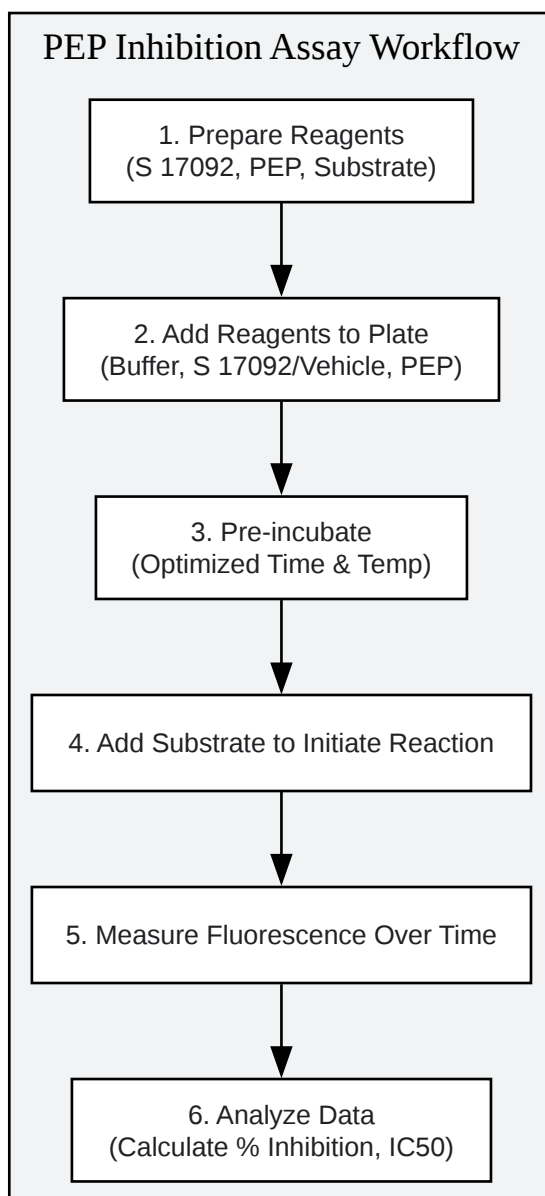 PEP Inhibition Assay Workflow
1. Prepare Reagents
(S 17092, PEP, Substrate)
2. Add Reagents to Plate
(Buffer, S 17092/Vehicle, PEP)
3. Pre-incubate
(Optimized Time & Temp)
4. Add Substrate to Initiate Reaction
5. Measure Fluorescence Over Time
6. Analyze Data
(Calculate % Inhibition, IC50)